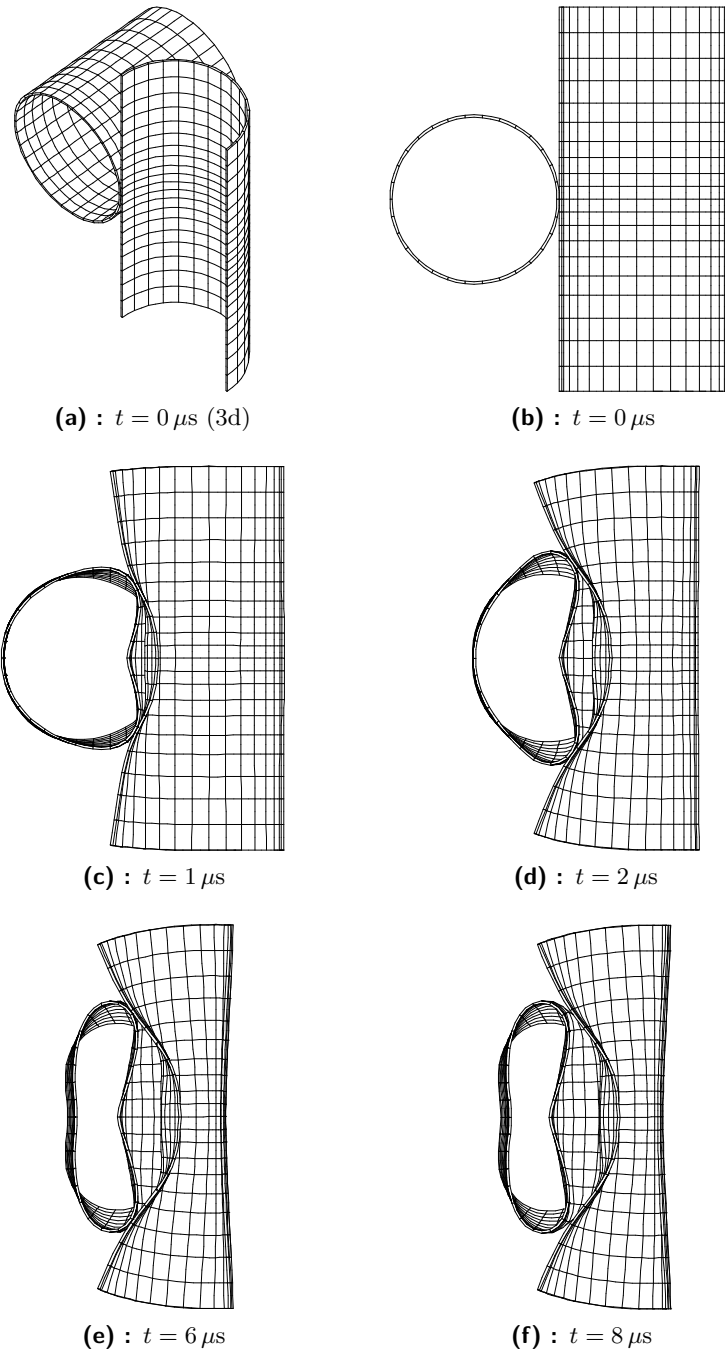 (a) : t = 0 μs (3d)
(b) : t = 0 μs
(c) : t = 1 μs
(d) : t = 2 μs
(e) : t = 6 μs
(f) : t = 8 μs